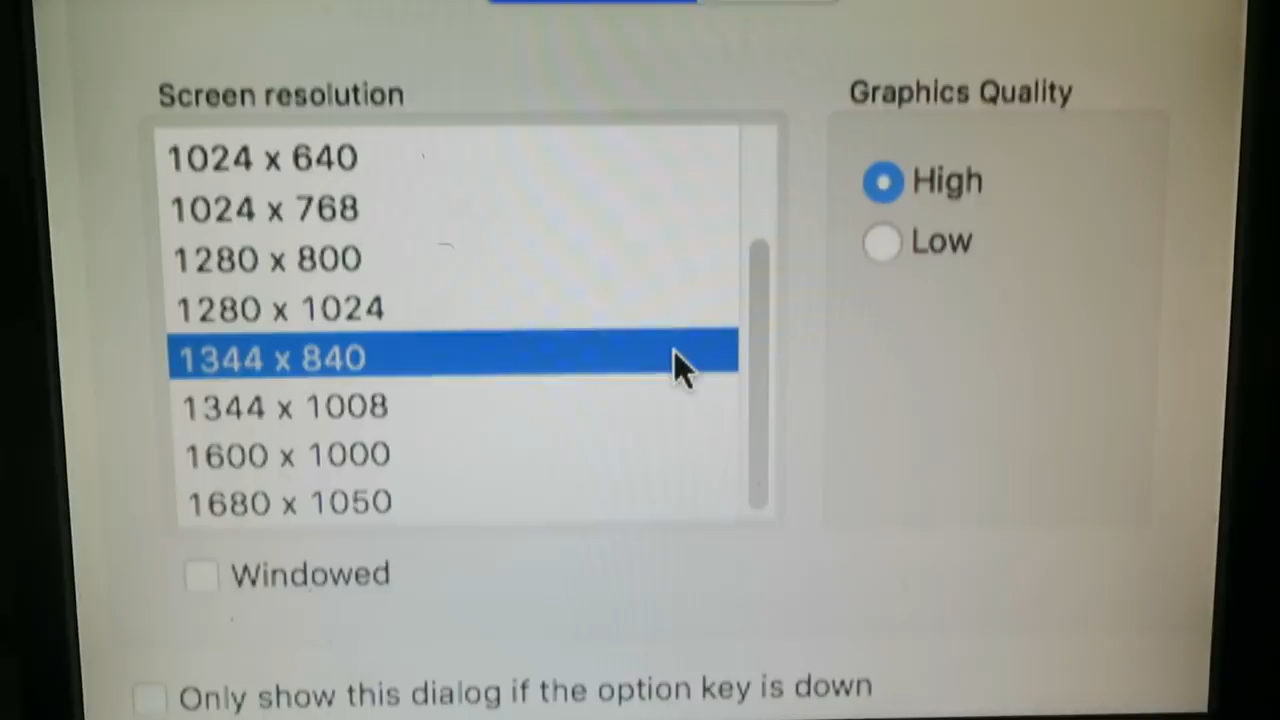 Screen resolution
Graphics Quality
1024 x 640
1024 x 768
1280 x 800
1280 x 1024
1344 x 840
1344 x 1008
1600 x 1000
1680 x 1050
High
Low
Windowed
Only show this dialog if the option key is down